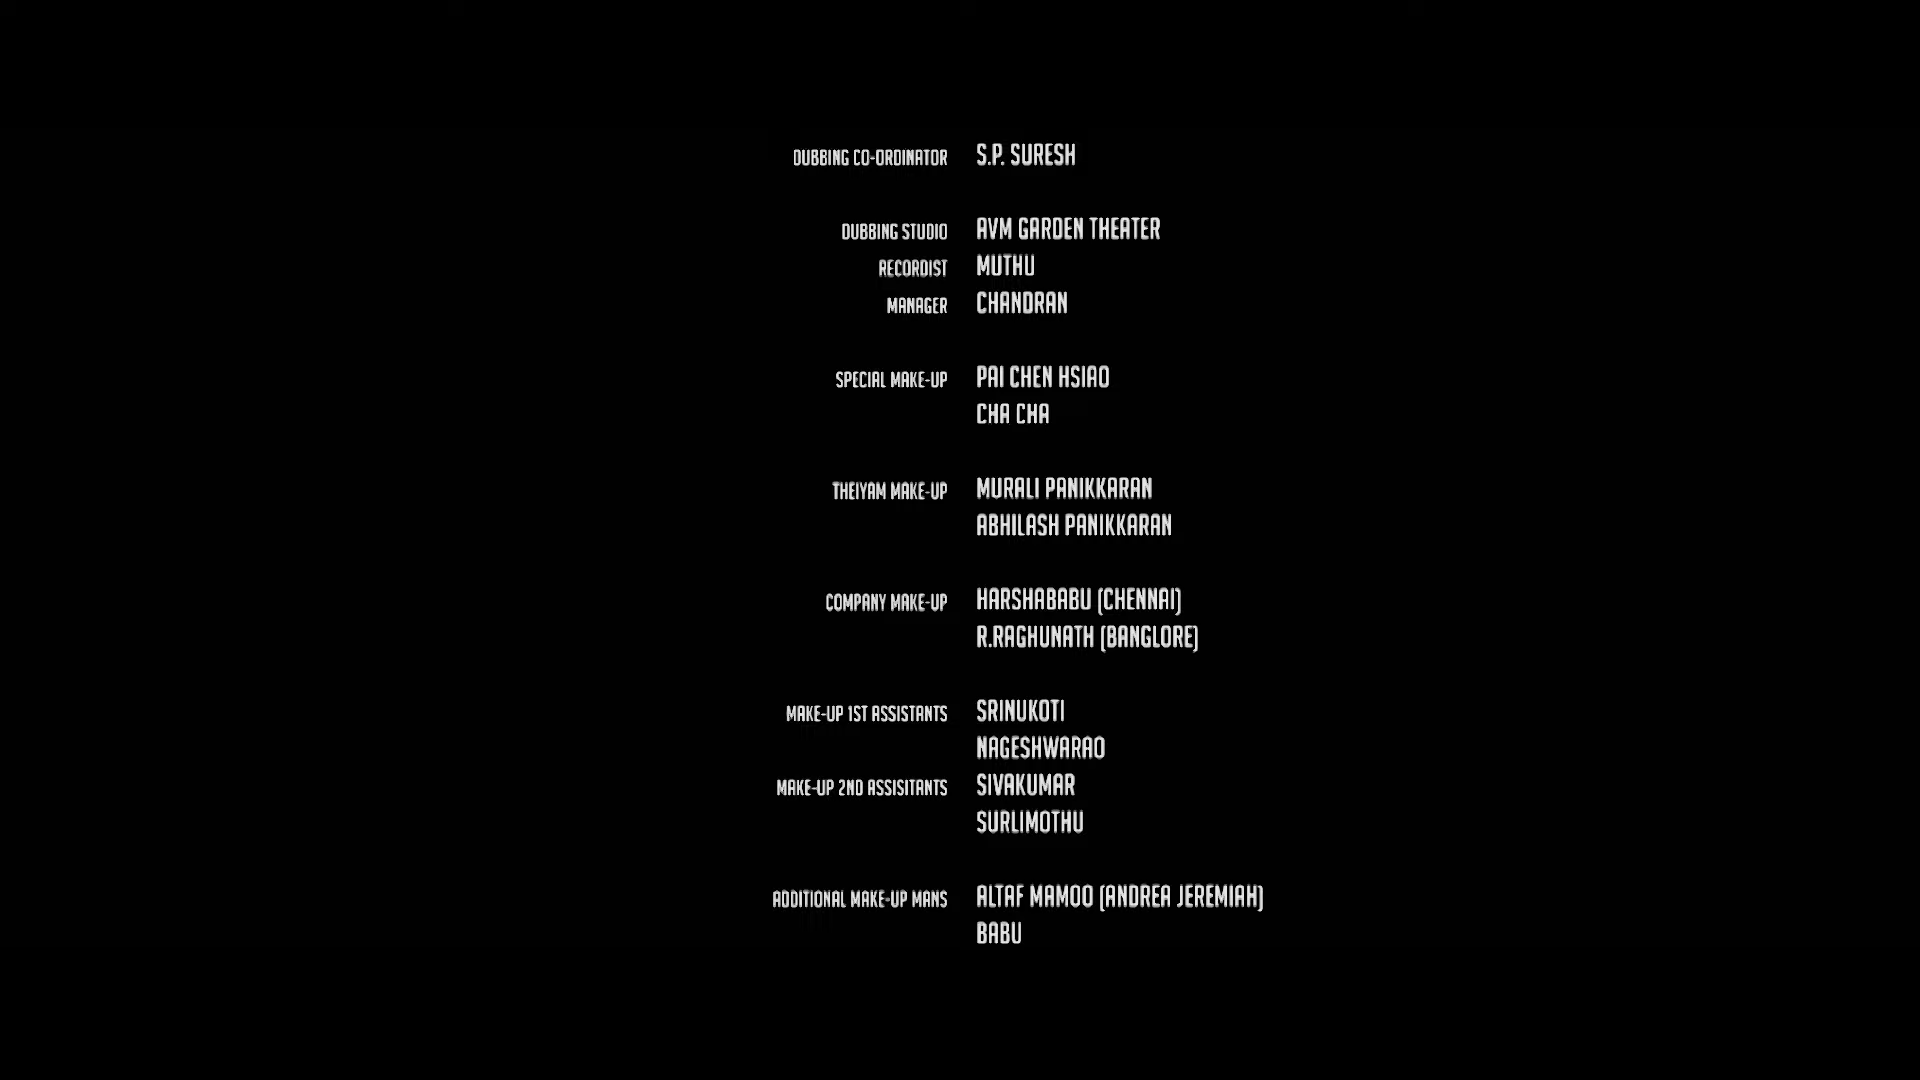 DUBBING CO-ORDINATOR S.P. SURESH
DUBBING STUDIO AVM GARDEN THEATER
RECORDIST MUTHU
MANAGER CHANDRAN
SPECIAL MAKE-UP PAI CHEN HSIAO
CHA CHA
THEIYAM MAKE-UP MURALI PANIKKARAN
ABHILASH PANIKKARAN
COMPANY MAKE-UP HARSHABABU (CHENNAI)
R.RAGHUNATH (BANGLORE)
MAKE-UP 1ST ASSISTANTS SRINUKOTI
NAGESHWARAO
MAKE-UP 2ND ASSISITANTS SIVAKUMAR
SURLIMOTHU
ADDITIONAL MAKE-UP MANS ALTAF MAMOO (ANDREA JEREMIAH)
BABU